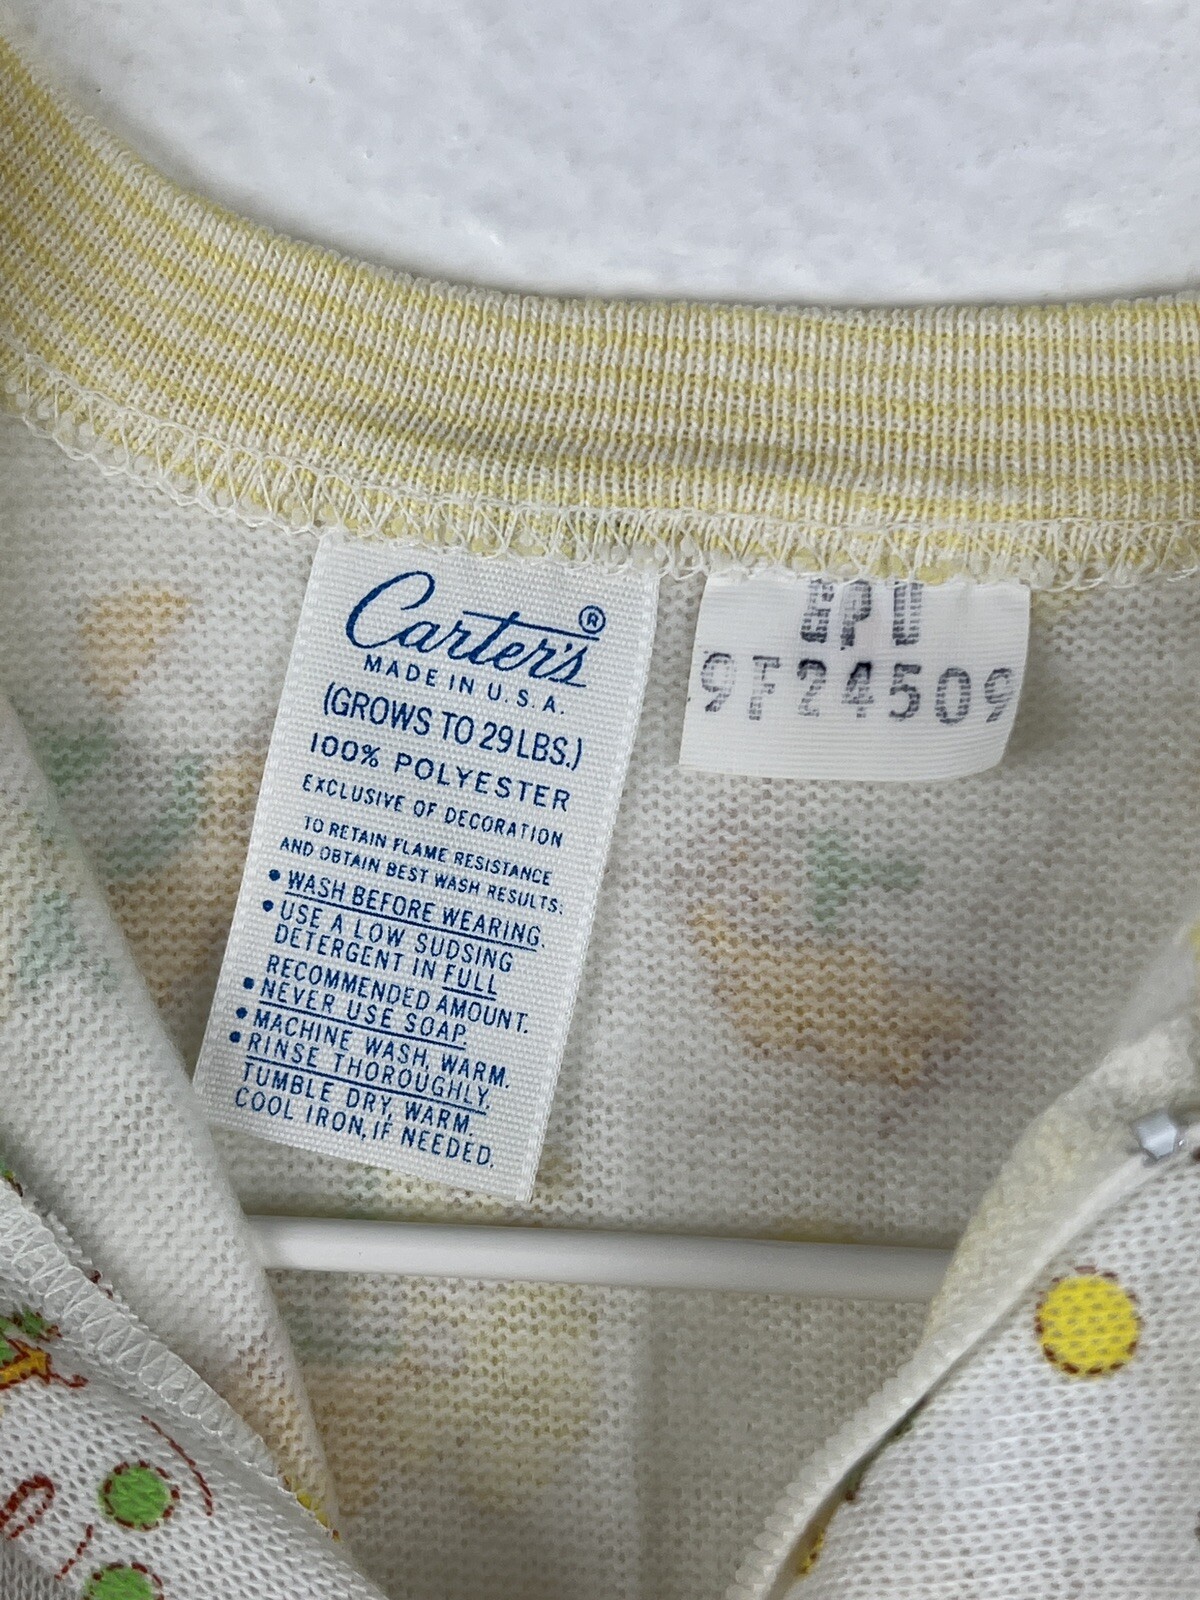 Carter's ®
MADE IN U.S.A.
(GROWS TO 29 LBS.)
100% POLYESTER
EXCLUSIVE OF DECORATION
TO RETAIN FLAME RESISTANCE
AND OBTAIN BEST WASH RESULTS:
• WASH BEFORE WEARING.
• USE A LOW SUDSING
DETERGENT IN FULL
RECOMMENDED AMOUNT.
• NEVER USE SOAP.
• MACHINE WASH, WARM.
• RINSE THOROUGHLY.
TUMBLE DRY, WARM.
COOL IRON, IF NEEDED.
9F24509